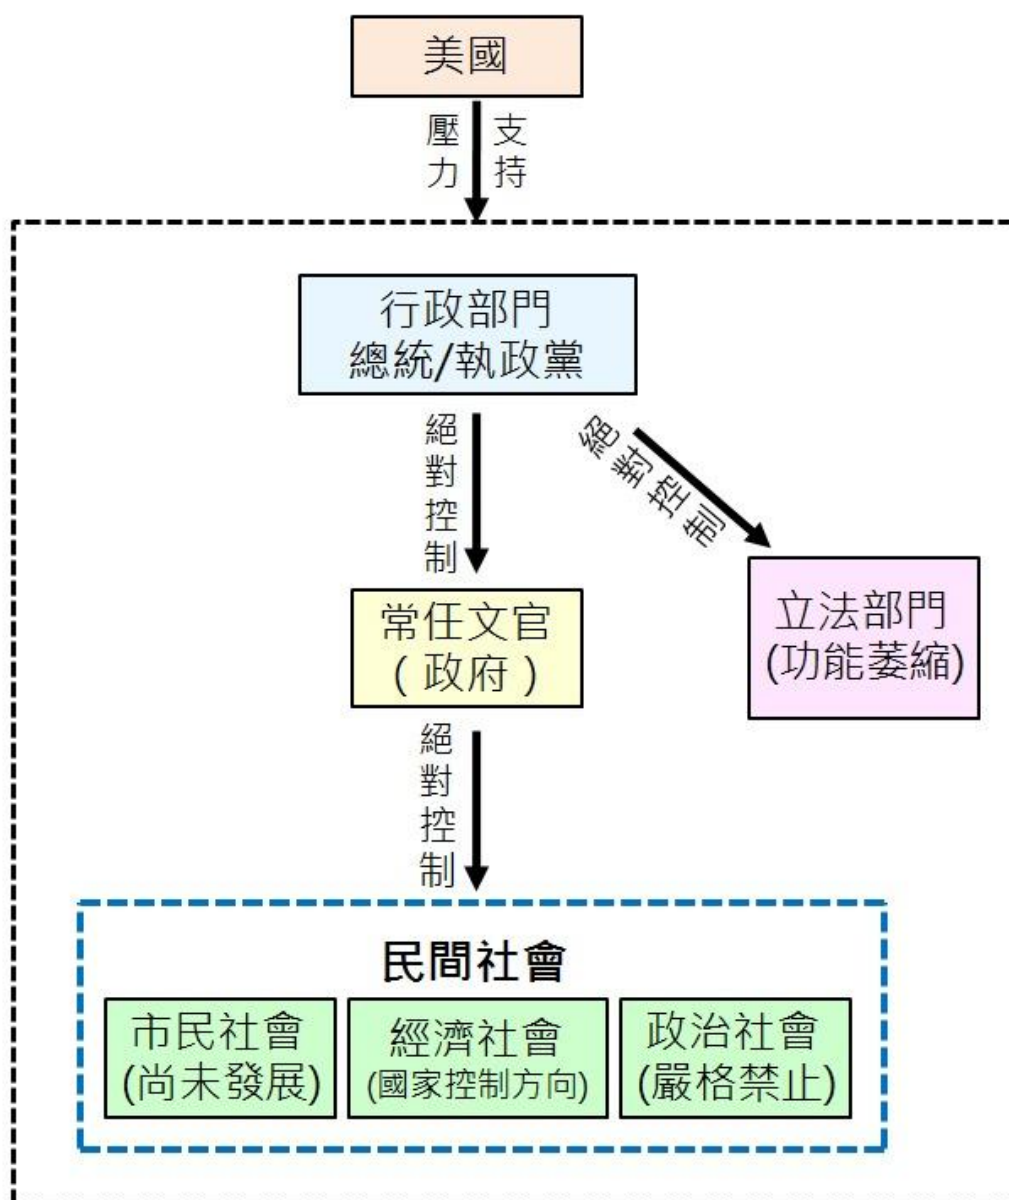 美國
壓力
支持
行政部門
總統/執政黨
絕對控制
絕對控制
常任文官
( 政府 )
立法部門
(功能萎縮)
絕對控制
民間社會
市民社會
(尚未發展)
經濟社會
(國家控制方向)
政治社會
(嚴格禁止)